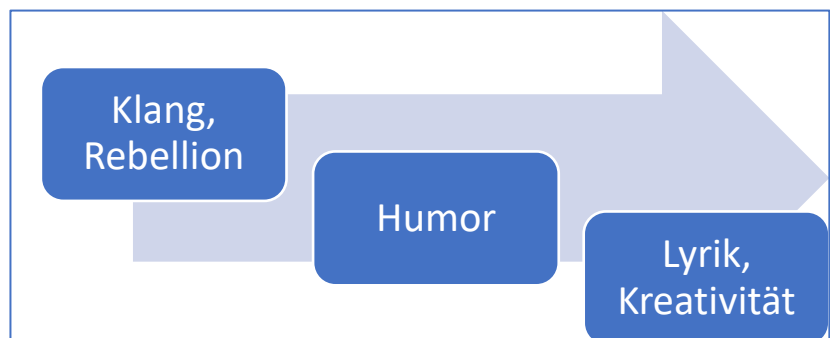 Klang,
Rebellion
Humor
Lyrik,
Kreativität